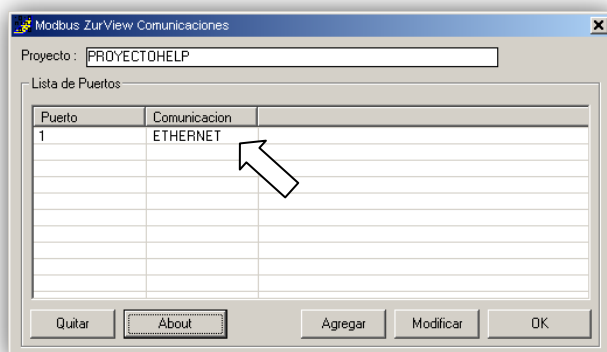 Modbus ZurView Comunicaciones
Proyecto : PROYECTOHELP
Lista de Puertos
Puerto Comunicacion
1 ETHERNET
Quitar About Agregar Modificar OK